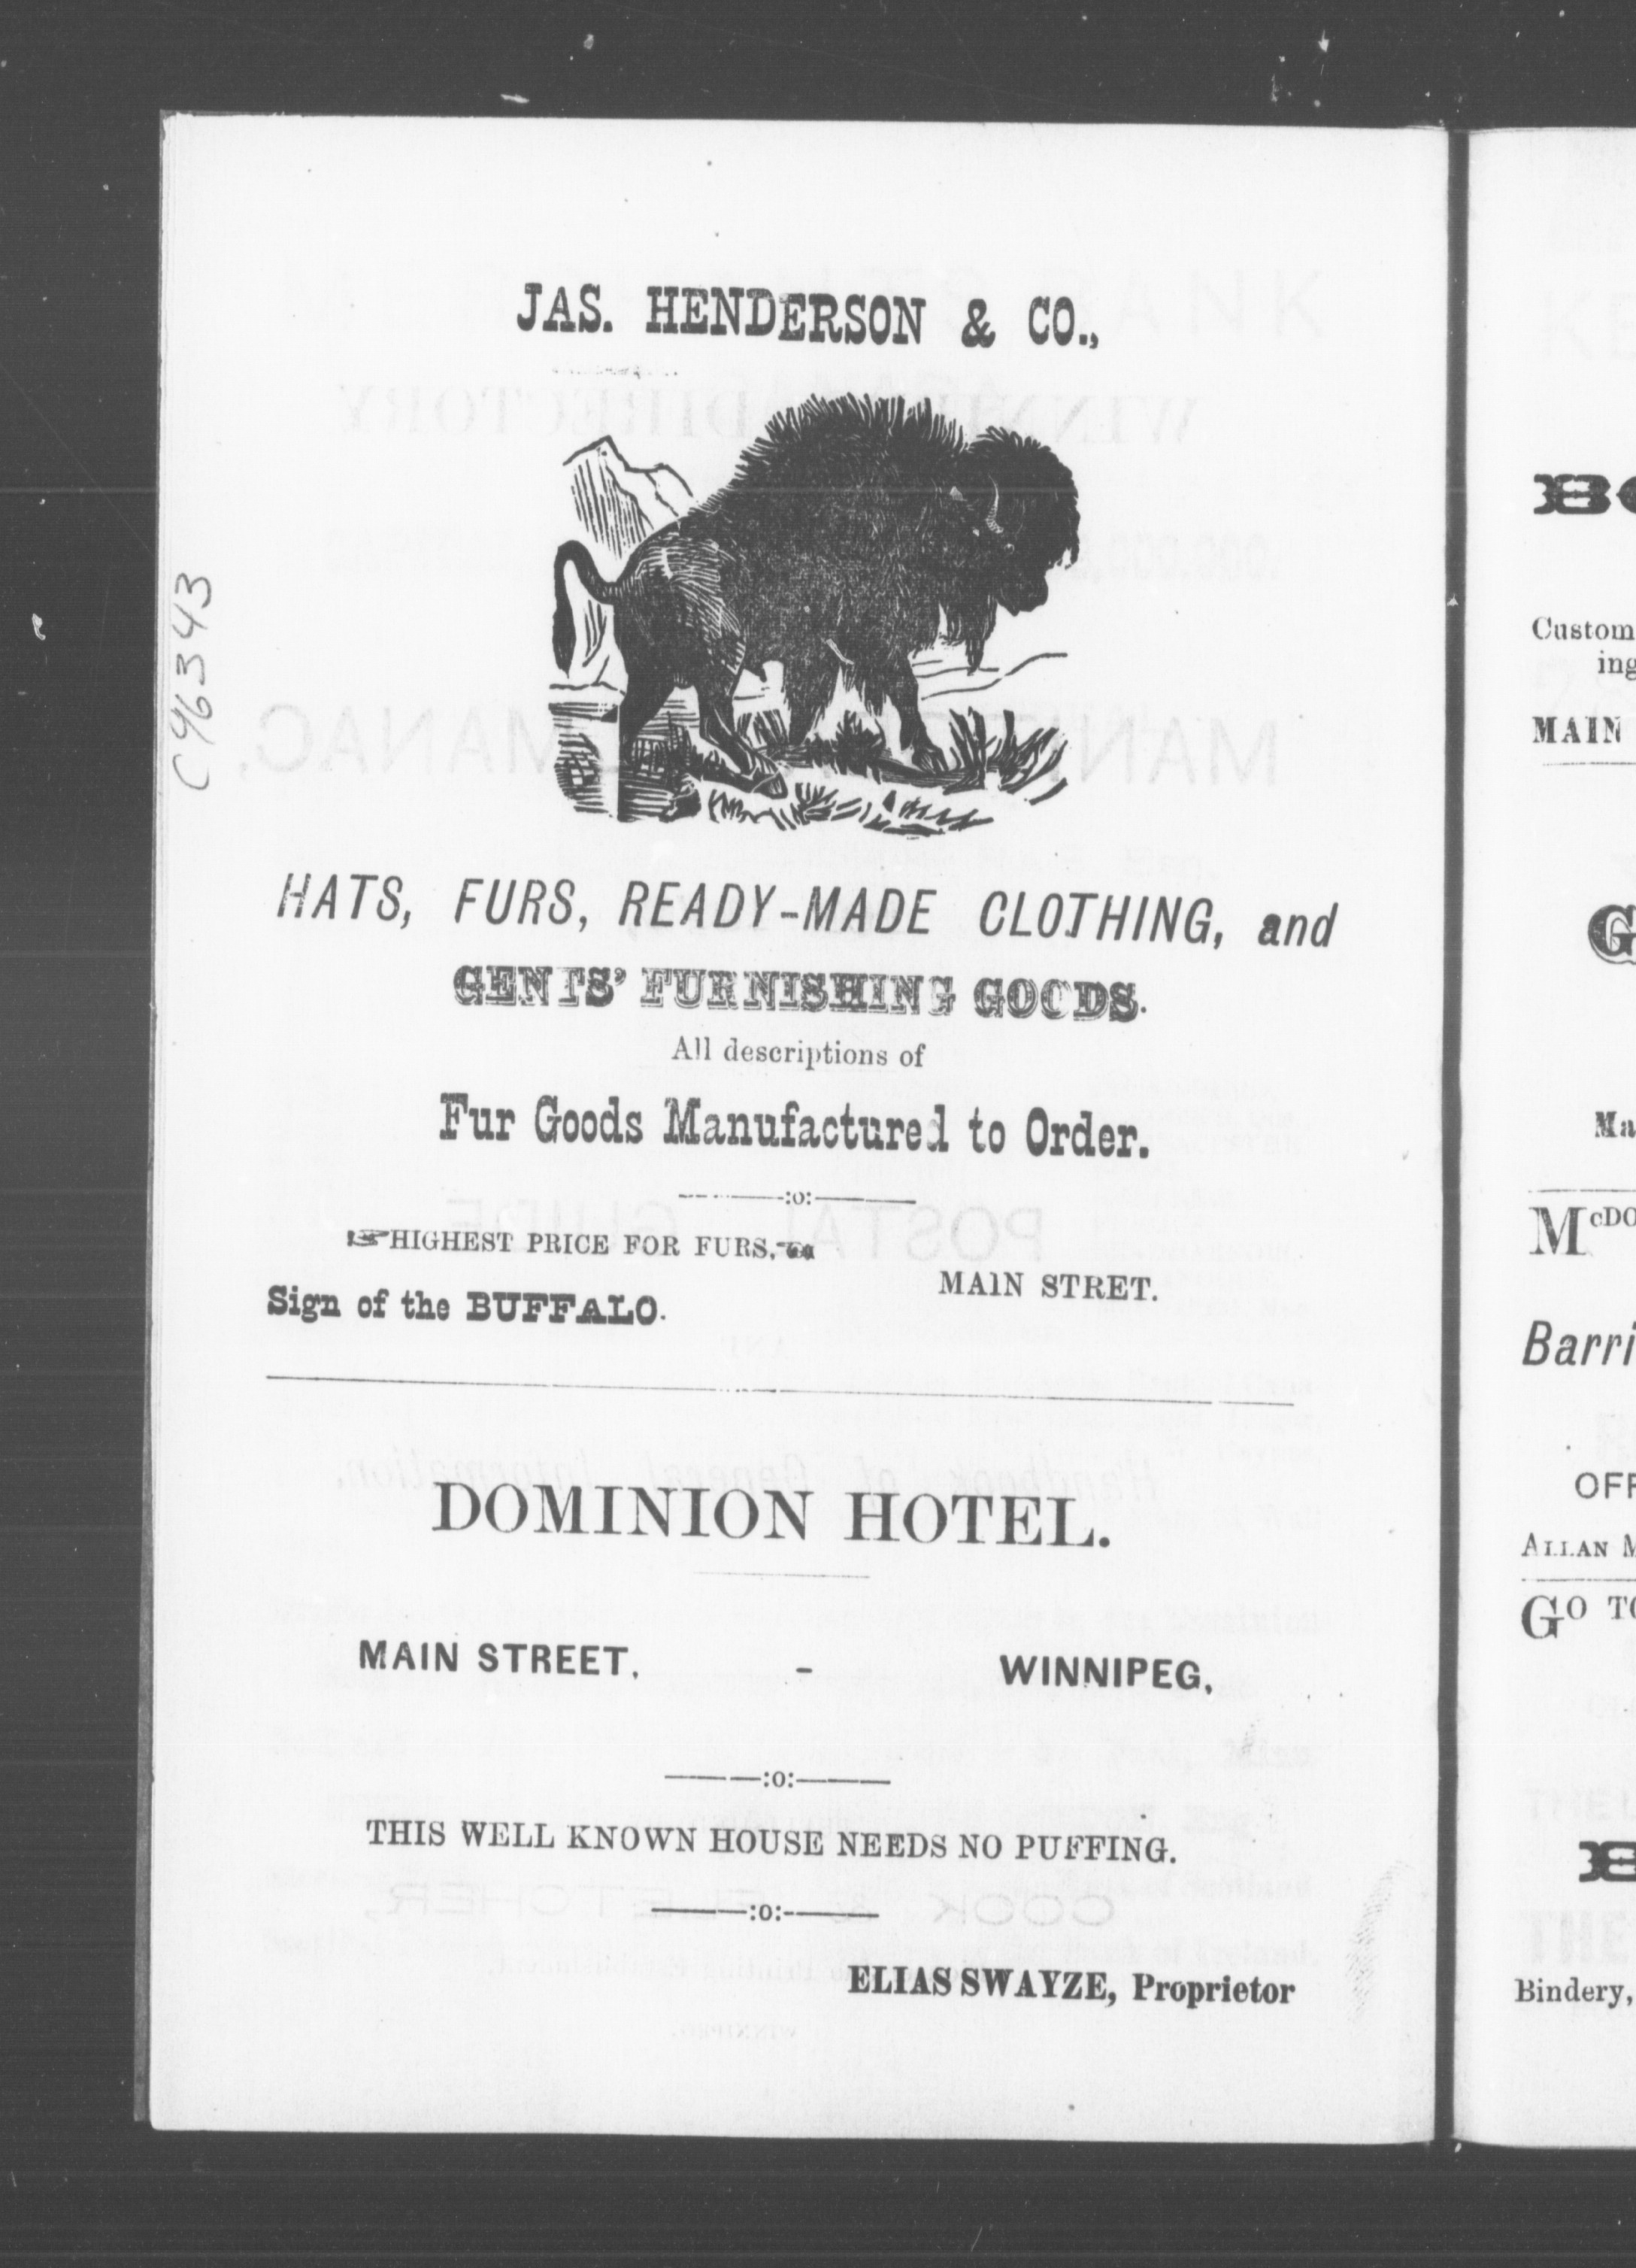 JAS. HENDERSON & CO.,
C96343
HATS, FURS, READY-MADE CLOTHING, and
GENTS' FURNISHING GOODS.
All descriptions of
Fur Goods Manufactured to Order.
:o:
HIGHEST PRICE FOR FURS.
MAIN STRET.
Sign of the BUFFALO.
DOMINION HOTEL.
MAIN STREET, - WINNIPEG,
:o:
THIS WELL KNOWN HOUSE NEEDS NO PUFFING.
:o:
ELIAS SWAYZE, Proprietor
Custom
ing
MAIN
G
Ma
McDO
Barri
OFF
ALLAN M
GO TO
Bindery,